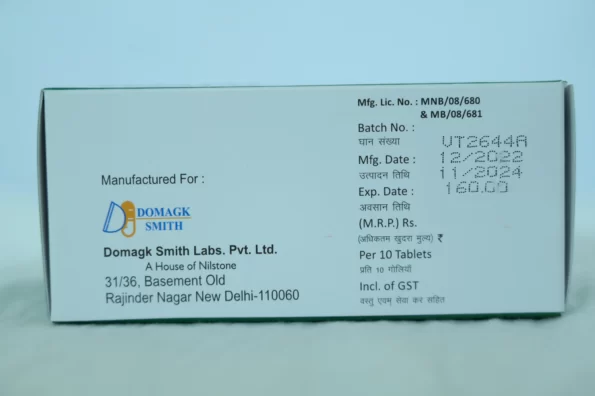 Mfg. Lic. No. : MNB/08/680
& MB/08/681
Batch No. :
घान संख्या
VT2644A
Mfg. Date :
12/2022
उत्पादन तिथि
11/2024
Exp. Date :
160.00
अवसान तिथि
(M.R.P.) Rs.
(अधिकतम खुदरा मुल्य) ₹
Per 10 Tablets
प्रति 10 गोलियाँ
Incl. of GST
वस्तु एवम् सेवा कर सहित
Manufactured For :
DOMAGK
SMITH
Domagk Smith Labs. Pvt. Ltd.
A House of Nilstone
31/36, Basement Old
Rajinder Nagar New Delhi-110060